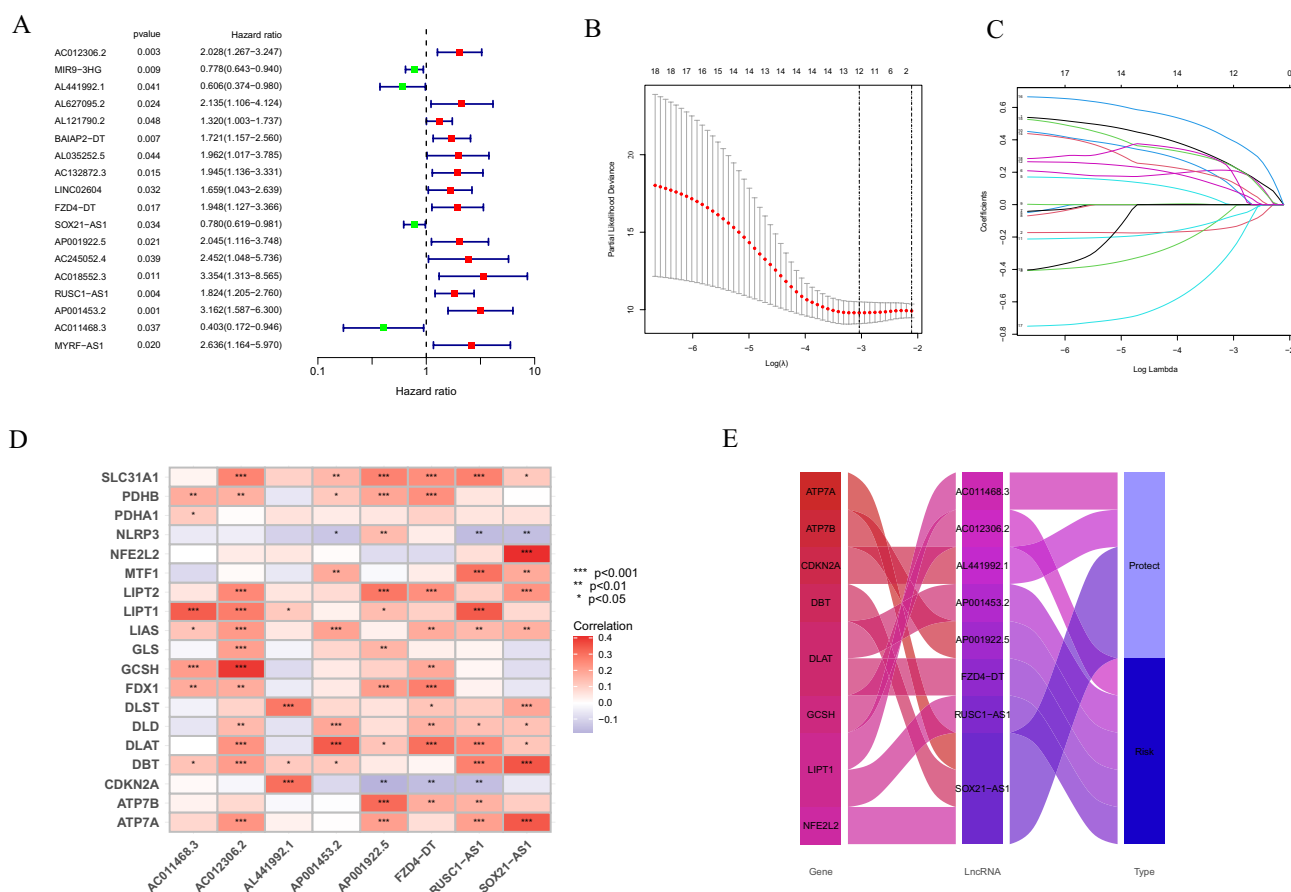 A
pvalue Hazard ratio
AC012306.2 0.003 2.028(1.267−3.247)
MIR9−3HG 0.009 0.778(0.643−0.940)
AL441992.1 0.041 0.606(0.374−0.980)
AL627095.2 0.024 2.135(1.106−4.124)
AL121790.2 0.048 1.320(1.003−1.737)
BAIAP2−DT 0.007 1.721(1.157−2.560)
AL035252.5 0.044 1.962(1.017−3.785)
AC132872.3 0.015 1.945(1.136−3.331)
LINC02604 0.032 1.659(1.043−2.639)
FZD4−DT 0.017 1.948(1.127−3.366)
SOX21−AS1 0.034 0.780(0.619−0.981)
AP001922.5 0.021 2.045(1.116−3.748)
AC245052.4 0.039 2.452(1.048−5.736)
AC018552.3 0.011 3.354(1.313−8.565)
RUSC1−AS1 0.004 1.824(1.205−2.760)
AP001453.2 0.001 3.162(1.587−6.300)
AC011468.3 0.037 0.403(0.172−0.946)
MYRF−AS1 0.020 2.636(1.164−5.970)
0.1 1 10
Hazard ratio
B
18 18 17 16 15 14 14 14 13 14 14 13 12 11 6 2
Partial Likelihood Deviance
20
15
10
−6 −5 −4 −3 −2
Log(λ)
C
17 14 14 11 0
Coefficients
0.6
0.4
0.2
0.0
−0.2
−0.4
−0.6
−0.8
−6 −5 −4 −3 −2
Log Lambda
D
SLC31A1 *** ** *** *** *** *
PDHB ** ** * *** ***
PDHA1 *
NLRP3 * ** ** **
NFE2L2 ***
MTF1 ** *** **
LIPT2 *** *** *** ***
LIPT1 *** *** * * ***
LIAS * *** *** ** ** **
GLS *** **
GCSH *** *** **
FDX1 ** ** *** ***
DLST *** * ***
DLD ** *** ** * *
DLAT *** *** * *** *** *
DBT * *** * * *** ***
CDKN2A *** ** ** **
ATP7B *** ** **
ATP7A *** *** ** ***
AC011468.3 AC012306.2 AL441992.1 AP001453.2 AP001922.5 FZD4−DT RUSC1−AS1 SOX21−AS1
*** p<0.001
** p<0.01
* p<0.05
Correlation
0.4
0.3
0.2
0.1
0.0
−0.1
E
ATP7A
ATP7B
CDKN2A
DBT
DLAT
GCSH
LIPT1
NFE2L2
AC011468.3
AC012306.2
AL441992.1
AP001453.2
AP001922.5
FZD4−DT
RUSC1−AS1
SOX21−AS1
Protect
Risk
Gene LncRNA Type